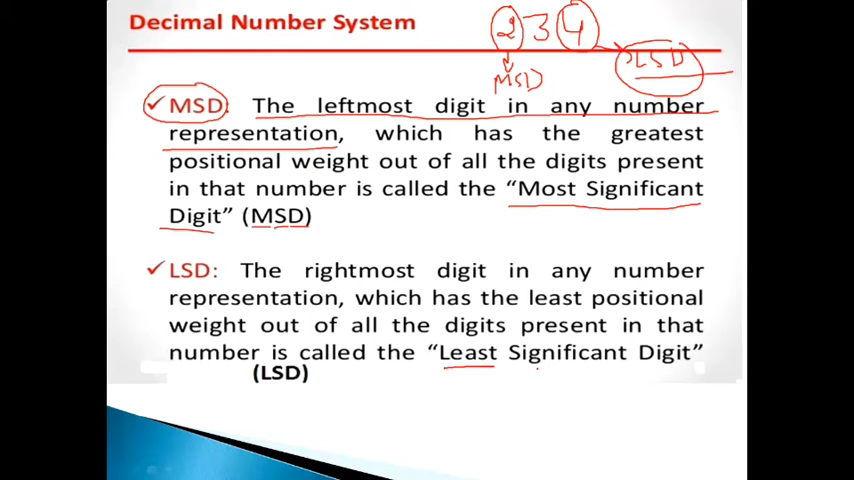 Decimal Number System
2 3 4
MSD
LSD
✓ MSD: The leftmost digit in any number
representation, which has the greatest
positional weight out of all the digits present
in that number is called the “Most Significant
Digit” (MSD)
✓ LSD: The rightmost digit in any number
representation, which has the least positional
weight out of all the digits present in that
number is called the “Least Significant Digit”
(LSD)